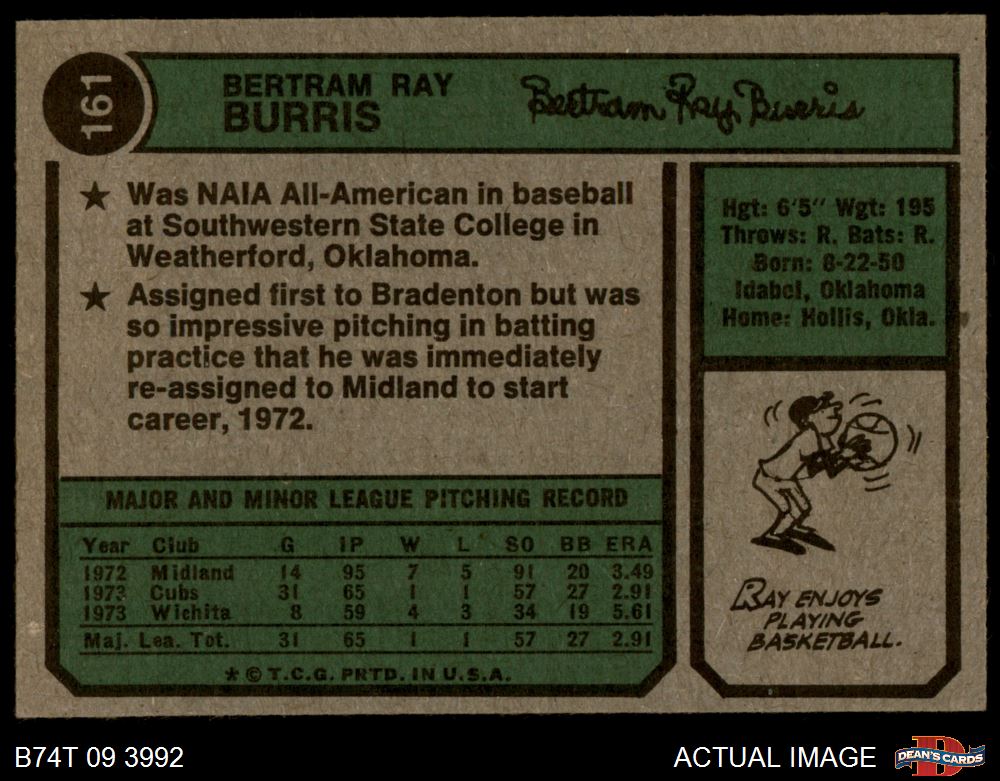 161
BERTRAM RAY
BURRIS
Bertram Ray Burris
★ Was NAIA All-American in baseball
at Southwestern State College in
Weatherford, Oklahoma.
★ Assigned first to Bradenton but was
so impressive pitching in batting
practice that he was immediately
re-assigned to Midland to start
career, 1972.
Hgt: 6'5" Wgt: 195
Throws: R. Bats: R.
Born: 8-22-50
Idabel, Oklahoma
Home: Hollis, Okla.
MAJOR AND MINOR LEAGUE PITCHING RECORD
Year Club G IP W L SO BB ERA
1972 Midland 14 95 7 5 91 20 3.49
1973 Cubs 31 65 1 1 57 27 2.91
1973 Wichita 8 59 4 3 34 19 5.61
Maj. Lea. Tot. 31 65 1 1 57 27 2.91
* © T.C.G. PRTD. IN U.S.A.
RAY ENJOYS
PLAYING
BASKETBALL.
B74T 09 3992
ACTUAL IMAGE
D
DEAN'S CARDS